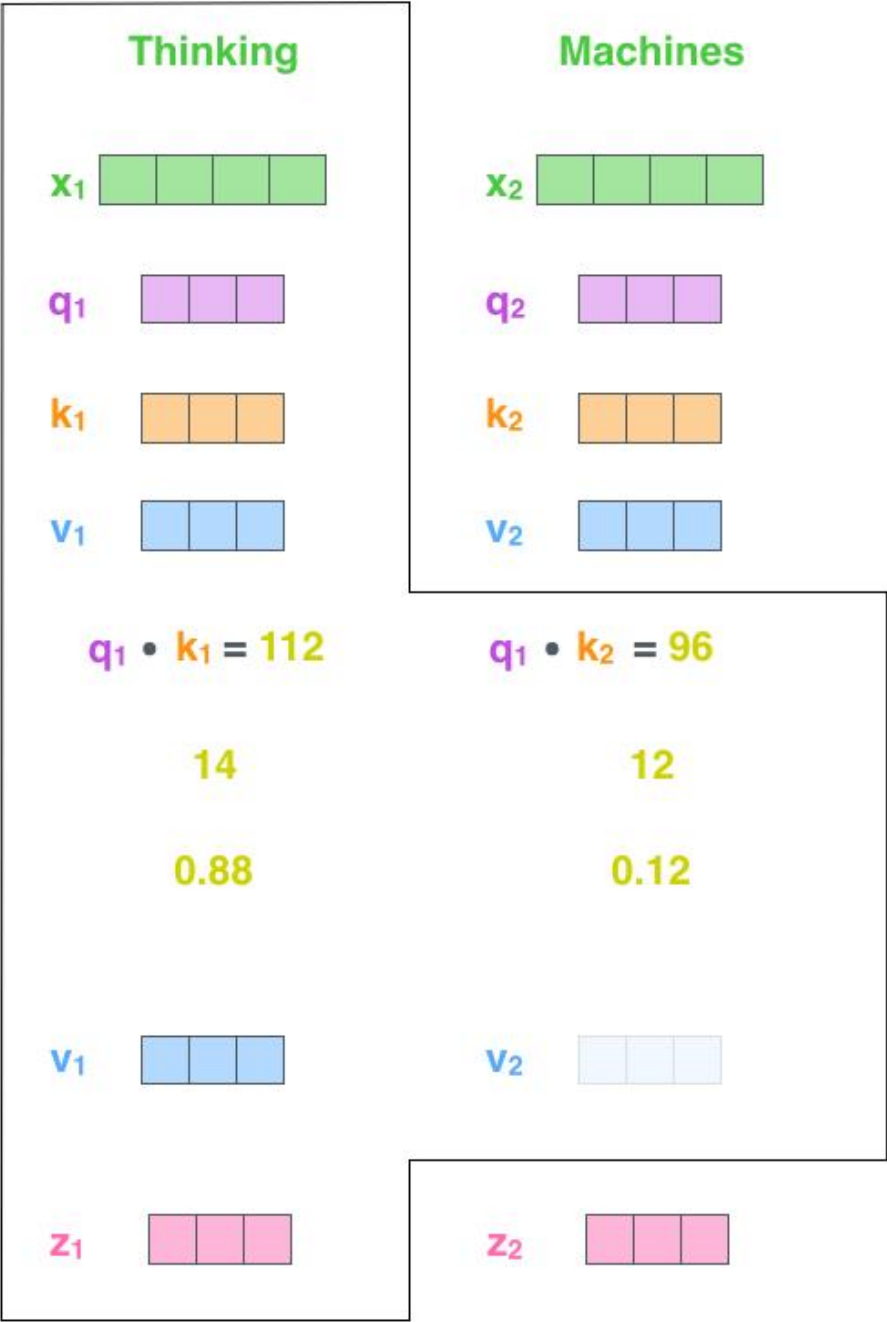 Thinking Machines
x₁ x₂
q₁ q₂
k₁ k₂
v₁ v₂
q₁ • k₁ = 112 q₁ • k₂ = 96
14 12
0.88 0.12
v₁ v₂
z₁ z₂